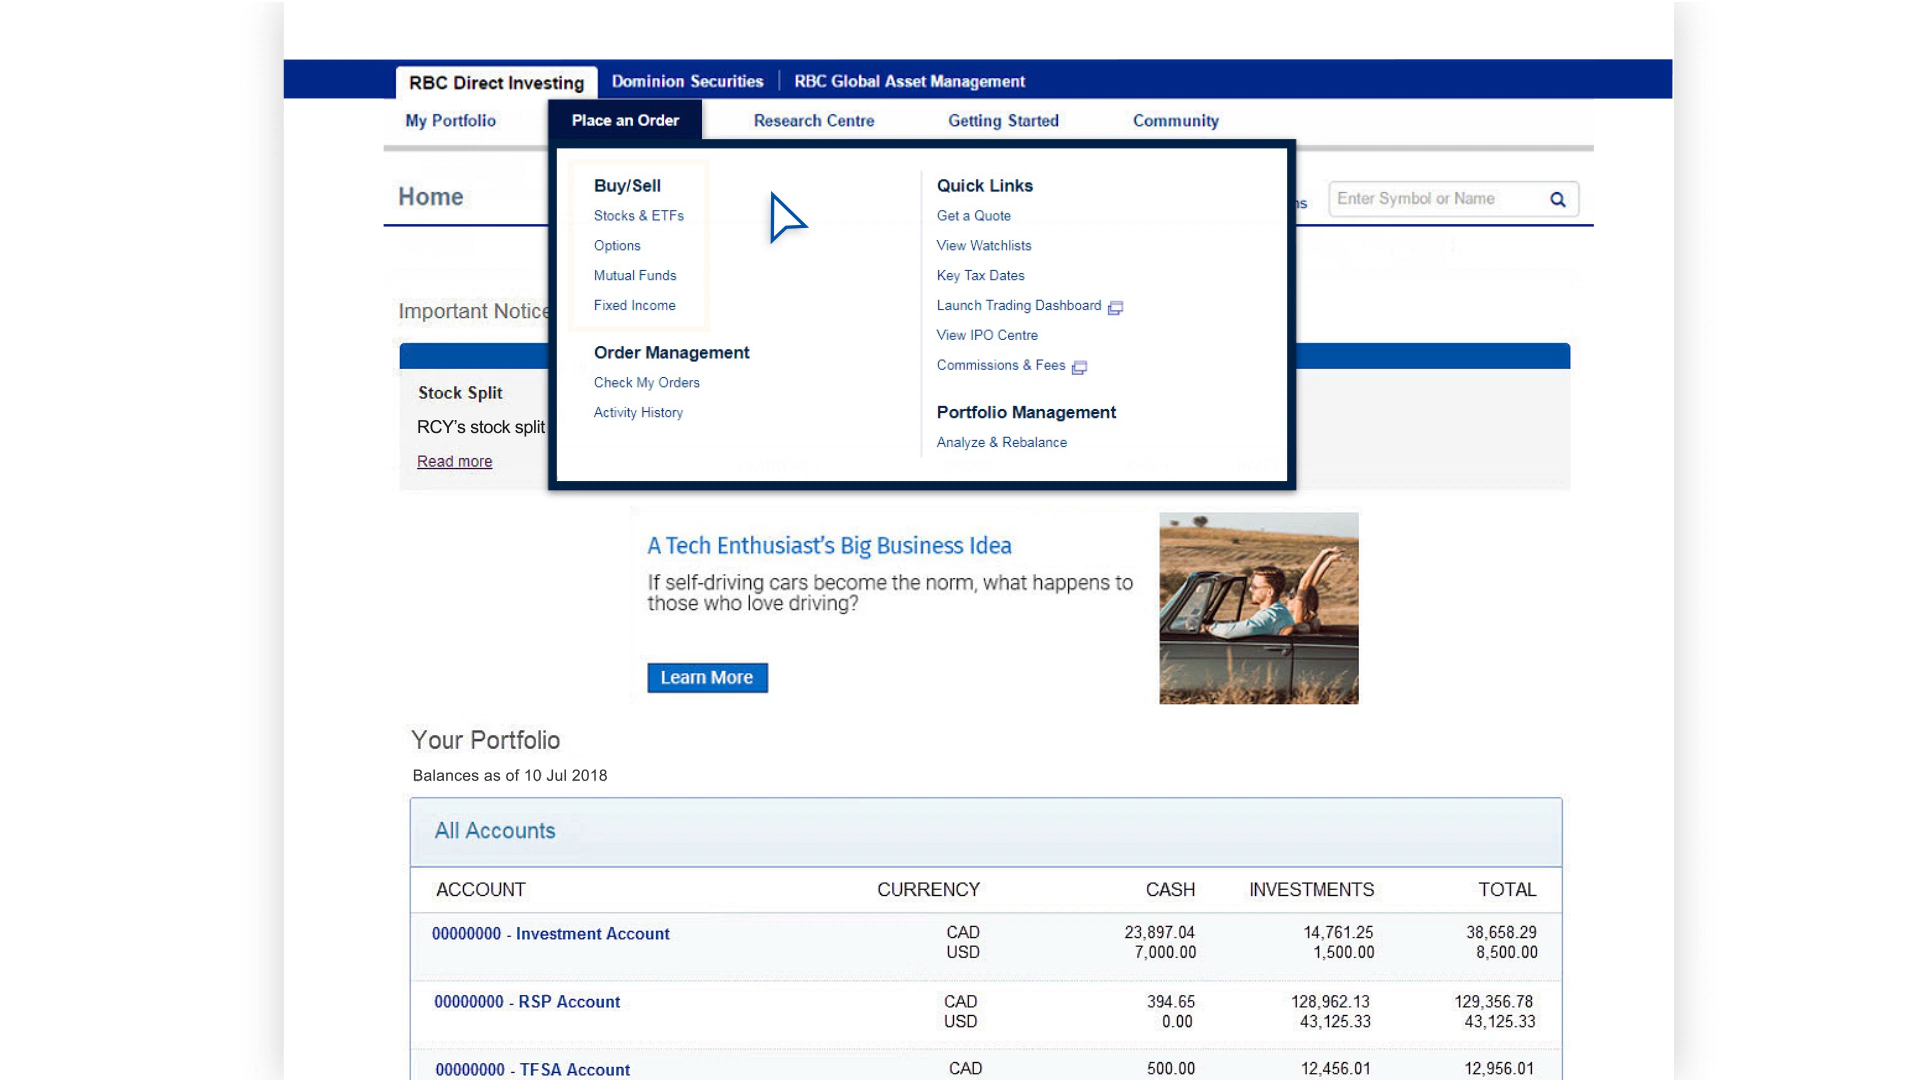 RBC Direct Investing
Dominion Securities
RBC Global Asset Management
My Portfolio
Place an Order
Research Centre
Getting Started
Community
Home
Enter Symbol or Name
Buy/Sell
Stocks & ETFs
Options
Mutual Funds
Fixed Income
Order Management
Check My Orders
Activity History
Quick Links
Get a Quote
View Watchlists
Key Tax Dates
Launch Trading Dashboard
View IPO Centre
Commissions & Fees
Portfolio Management
Analyze & Rebalance
Important Notice
Stock Split
RCY's stock split
Read more
A Tech Enthusiast's Big Business Idea
If self-driving cars become the norm, what happens to
those who love driving?
Learn More
Your Portfolio
Balances as of 10 Jul 2018
All Accounts
ACCOUNT CURRENCY CASH INVESTMENTS TOTAL
00000000 - Investment Account CAD 23,897.04 14,761.25 38,658.29
USD 7,000.00 1,500.00 8,500.00
00000000 - RSP Account CAD 394.65 128,962.13 129,356.78
USD 0.00 43,125.33 43,125.33
00000000 - TFSA Account CAD 500.00 12,456.01 12,956.01